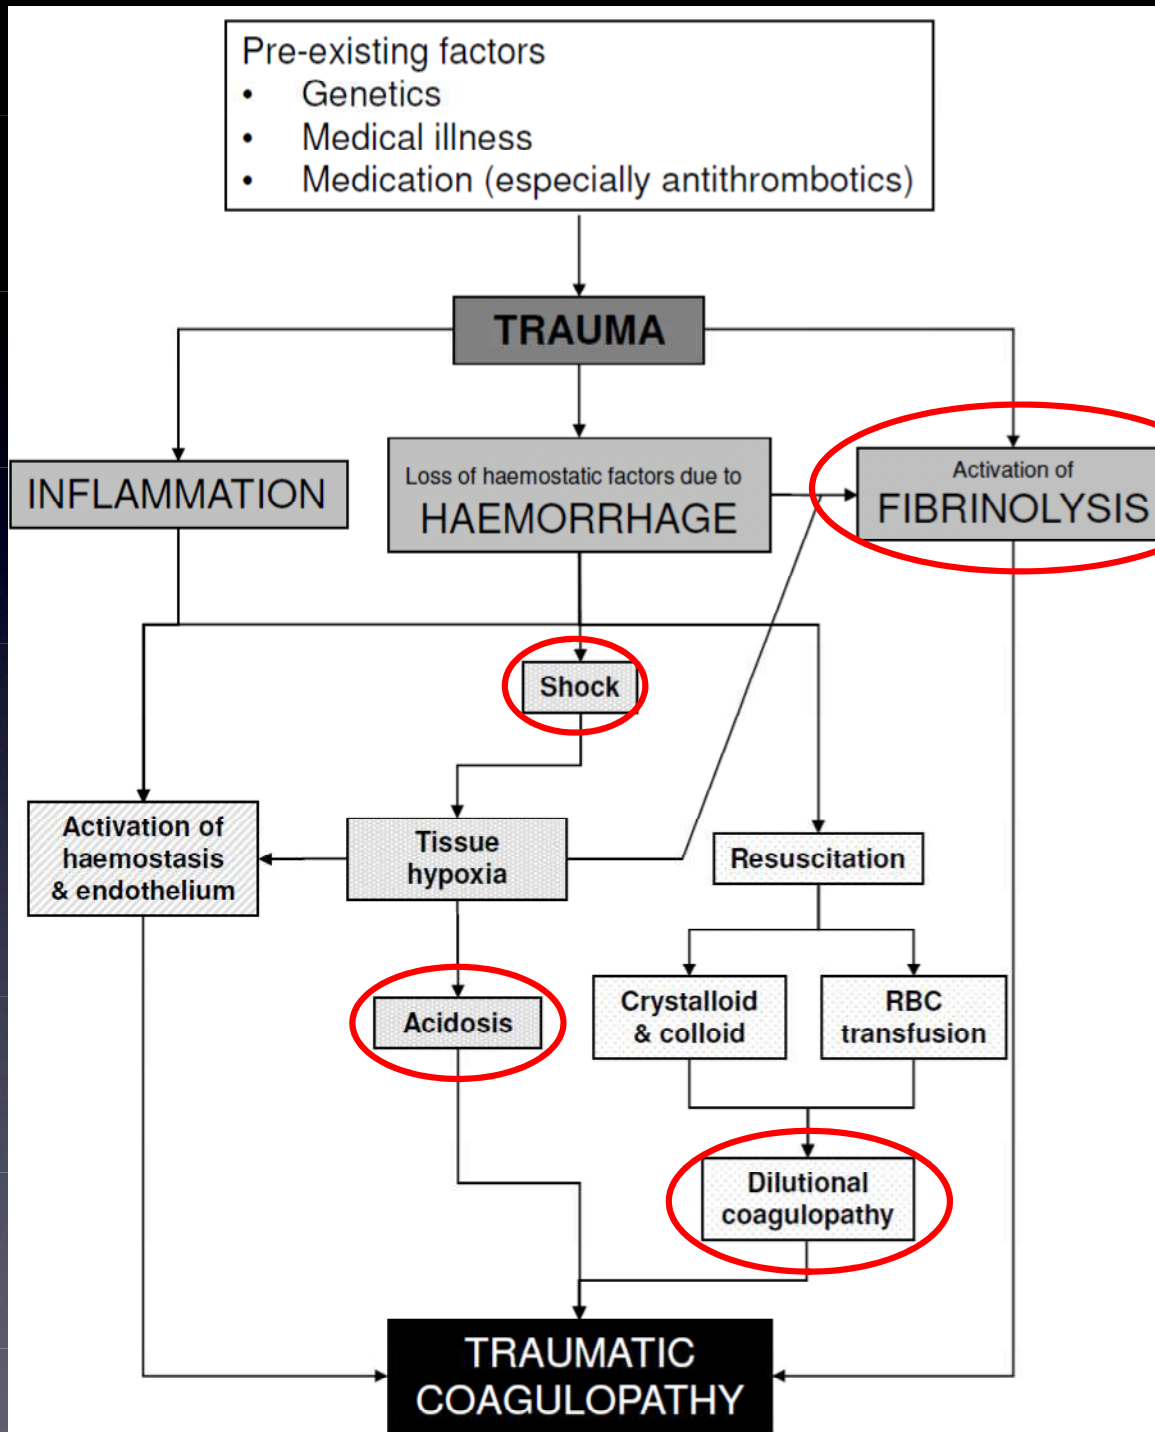 Pre-existing factors
• Genetics
• Medical illness
• Medication (especially antithrombotics)
TRAUMA
INFLAMMATION
Loss of haemostatic factors due to
HAEMORRHAGE
Activation of
FIBRINOLYSIS
Shock
Activation of
haemostasis
& endothelium
Tissue
hypoxia
Resuscitation
Acidosis
Crystalloid
& colloid
RBC
transfusion
Dilutional
coagulopathy
TRAUMATIC
COAGULOPATHY